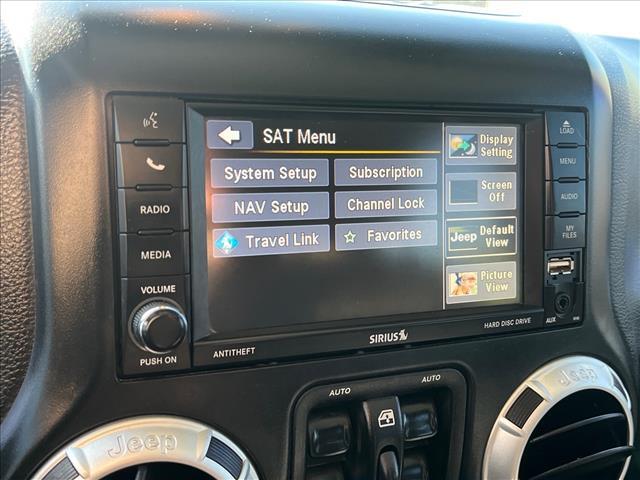 SAT Menu
System Setup
Subscription
NAV Setup
Channel Lock
Travel Link
Favorites
Display
Setting
Screen
Off
Jeep
Default
View
Picture
View
RADIO
MEDIA
VOLUME
PUSH ON
LOAD
MENU
AUDIO
MY
FILES
AUX
ANTITHEFT
SIRIUS
HARD DISC DRIVE
AUTO
AUTO
Jeep
Jeep